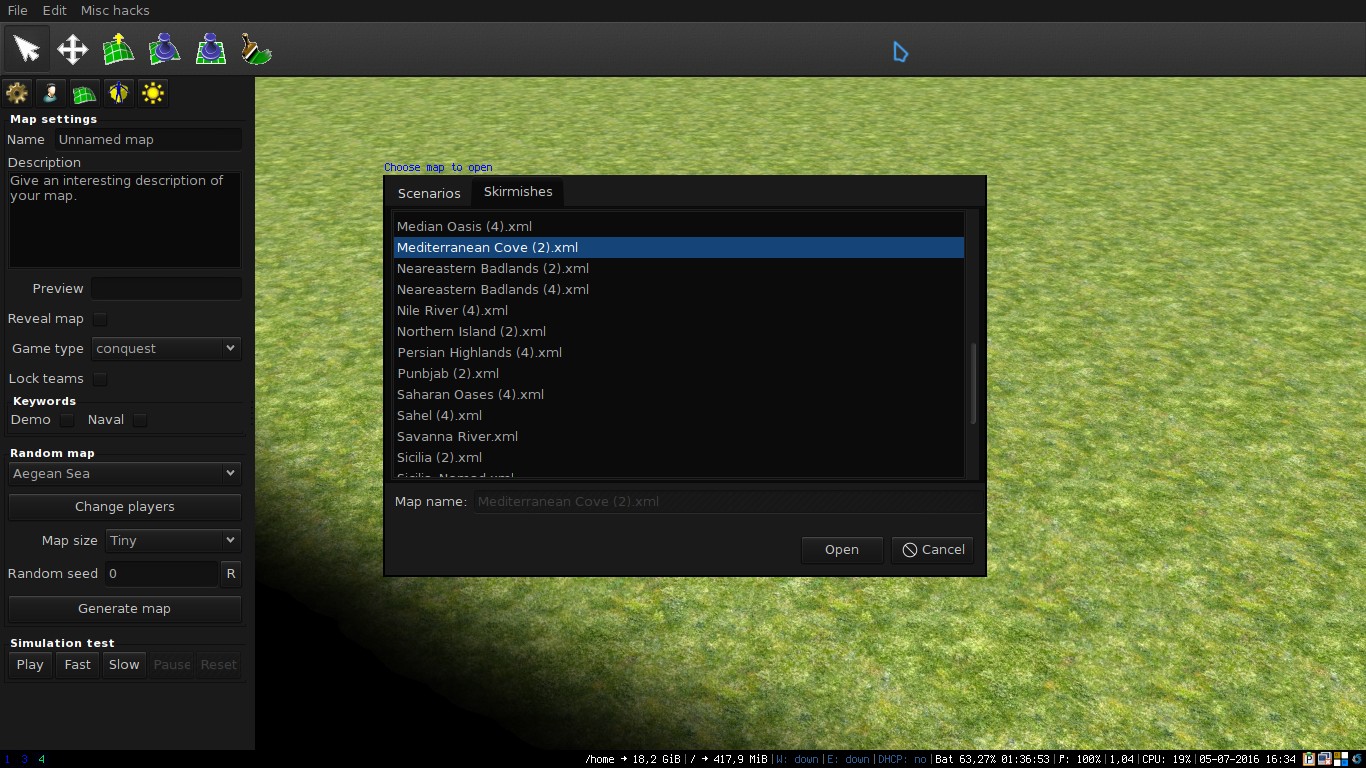 File Edit Misc hacks
Map settings
Name Unnamed map
Description
Give an interesting description of
your map.
Preview
Reveal map
Game type conquest
Lock teams
Keywords
Demo Naval
Random map
Aegean Sea
Change players
Map size Tiny
Random seed 0 R
Generate map
Simulation test
Play Fast Slow Pause Reset
Choose map to open
Scenarios Skirmishes
Median Oasis (4).xml
Mediterranean Cove (2).xml
Neareastern Badlands (2).xml
Neareastern Badlands (4).xml
Nile River (4).xml
Northern Island (2).xml
Persian Highlands (4).xml
Punbjab (2).xml
Saharan Oases (4).xml
Sahel (4).xml
Savanna River.xml
Sicilia (2).xml
Sicilia_Nomad.xml
Map name: Mediterranean Cove (2).xml
Open Cancel
1 3 4 /home → 18,2 GiB|/ → 417,9 MiB|W: down|E: down|DHCP: no|Bat 63,27% 01:36:53|♪: 100%|1,04|CPU: 19%|05-07-2016 16:34